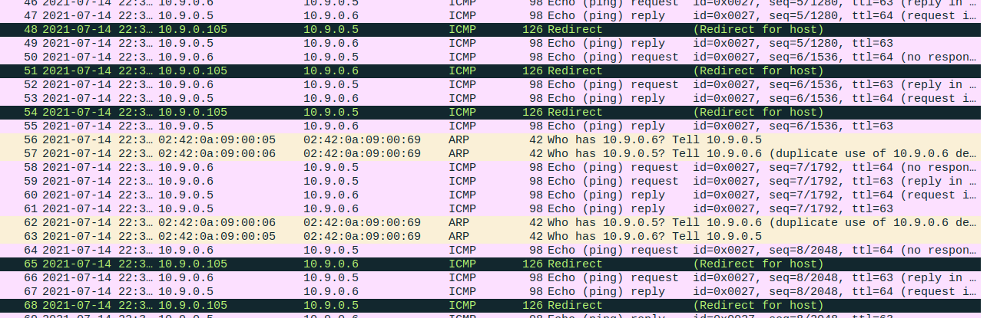 46 2021-07-14 22:3… 10.9.0.6 10.9.0.5 ICMP 98 Echo (ping) request id=0x0027, seq=5/1280, ttl=63 (reply in …
47 2021-07-14 22:3… 10.9.0.5 10.9.0.6 ICMP 98 Echo (ping) reply id=0x0027, seq=5/1280, ttl=64 (request i…
48 2021-07-14 22:3… 10.9.0.105 10.9.0.5 ICMP 126 Redirect (Redirect for host)
49 2021-07-14 22:3… 10.9.0.5 10.9.0.6 ICMP 98 Echo (ping) reply id=0x0027, seq=5/1280, ttl=63
50 2021-07-14 22:3… 10.9.0.6 10.9.0.5 ICMP 98 Echo (ping) request id=0x0027, seq=6/1536, ttl=64 (no respon…
51 2021-07-14 22:3… 10.9.0.105 10.9.0.6 ICMP 126 Redirect (Redirect for host)
52 2021-07-14 22:3… 10.9.0.6 10.9.0.5 ICMP 98 Echo (ping) request id=0x0027, seq=6/1536, ttl=63 (reply in …
53 2021-07-14 22:3… 10.9.0.5 10.9.0.6 ICMP 98 Echo (ping) reply id=0x0027, seq=6/1536, ttl=64 (request i…
54 2021-07-14 22:3… 10.9.0.105 10.9.0.5 ICMP 126 Redirect (Redirect for host)
55 2021-07-14 22:3… 10.9.0.5 10.9.0.6 ICMP 98 Echo (ping) reply id=0x0027, seq=6/1536, ttl=63
56 2021-07-14 22:3… 02:42:0a:09:00:05 02:42:0a:09:00:69 ARP 42 Who has 10.9.0.6? Tell 10.9.0.5
57 2021-07-14 22:3… 02:42:0a:09:00:06 02:42:0a:09:00:69 ARP 42 Who has 10.9.0.5? Tell 10.9.0.6 (duplicate use of 10.9.0.6 de…
58 2021-07-14 22:3… 10.9.0.6 10.9.0.5 ICMP 98 Echo (ping) request id=0x0027, seq=7/1792, ttl=64 (no respon…
59 2021-07-14 22:3… 10.9.0.6 10.9.0.5 ICMP 98 Echo (ping) request id=0x0027, seq=7/1792, ttl=63 (reply in …
60 2021-07-14 22:3… 10.9.0.5 10.9.0.6 ICMP 98 Echo (ping) reply id=0x0027, seq=7/1792, ttl=64 (request i…
61 2021-07-14 22:3… 10.9.0.5 10.9.0.6 ICMP 98 Echo (ping) reply id=0x0027, seq=7/1792, ttl=63
62 2021-07-14 22:3… 02:42:0a:09:00:06 02:42:0a:09:00:69 ARP 42 Who has 10.9.0.5? Tell 10.9.0.6 (duplicate use of 10.9.0.6 de…
63 2021-07-14 22:3… 02:42:0a:09:00:05 02:42:0a:09:00:69 ARP 42 Who has 10.9.0.6? Tell 10.9.0.5
64 2021-07-14 22:3… 10.9.0.6 10.9.0.5 ICMP 98 Echo (ping) request id=0x0027, seq=8/2048, ttl=64 (no respon…
65 2021-07-14 22:3… 10.9.0.105 10.9.0.6 ICMP 126 Redirect (Redirect for host)
66 2021-07-14 22:3… 10.9.0.6 10.9.0.5 ICMP 98 Echo (ping) request id=0x0027, seq=8/2048, ttl=63 (reply in …
67 2021-07-14 22:3… 10.9.0.5 10.9.0.6 ICMP 98 Echo (ping) reply id=0x0027, seq=8/2048, ttl=64 (request i…
68 2021-07-14 22:3… 10.9.0.105 10.9.0.5 ICMP 126 Redirect (Redirect for host)